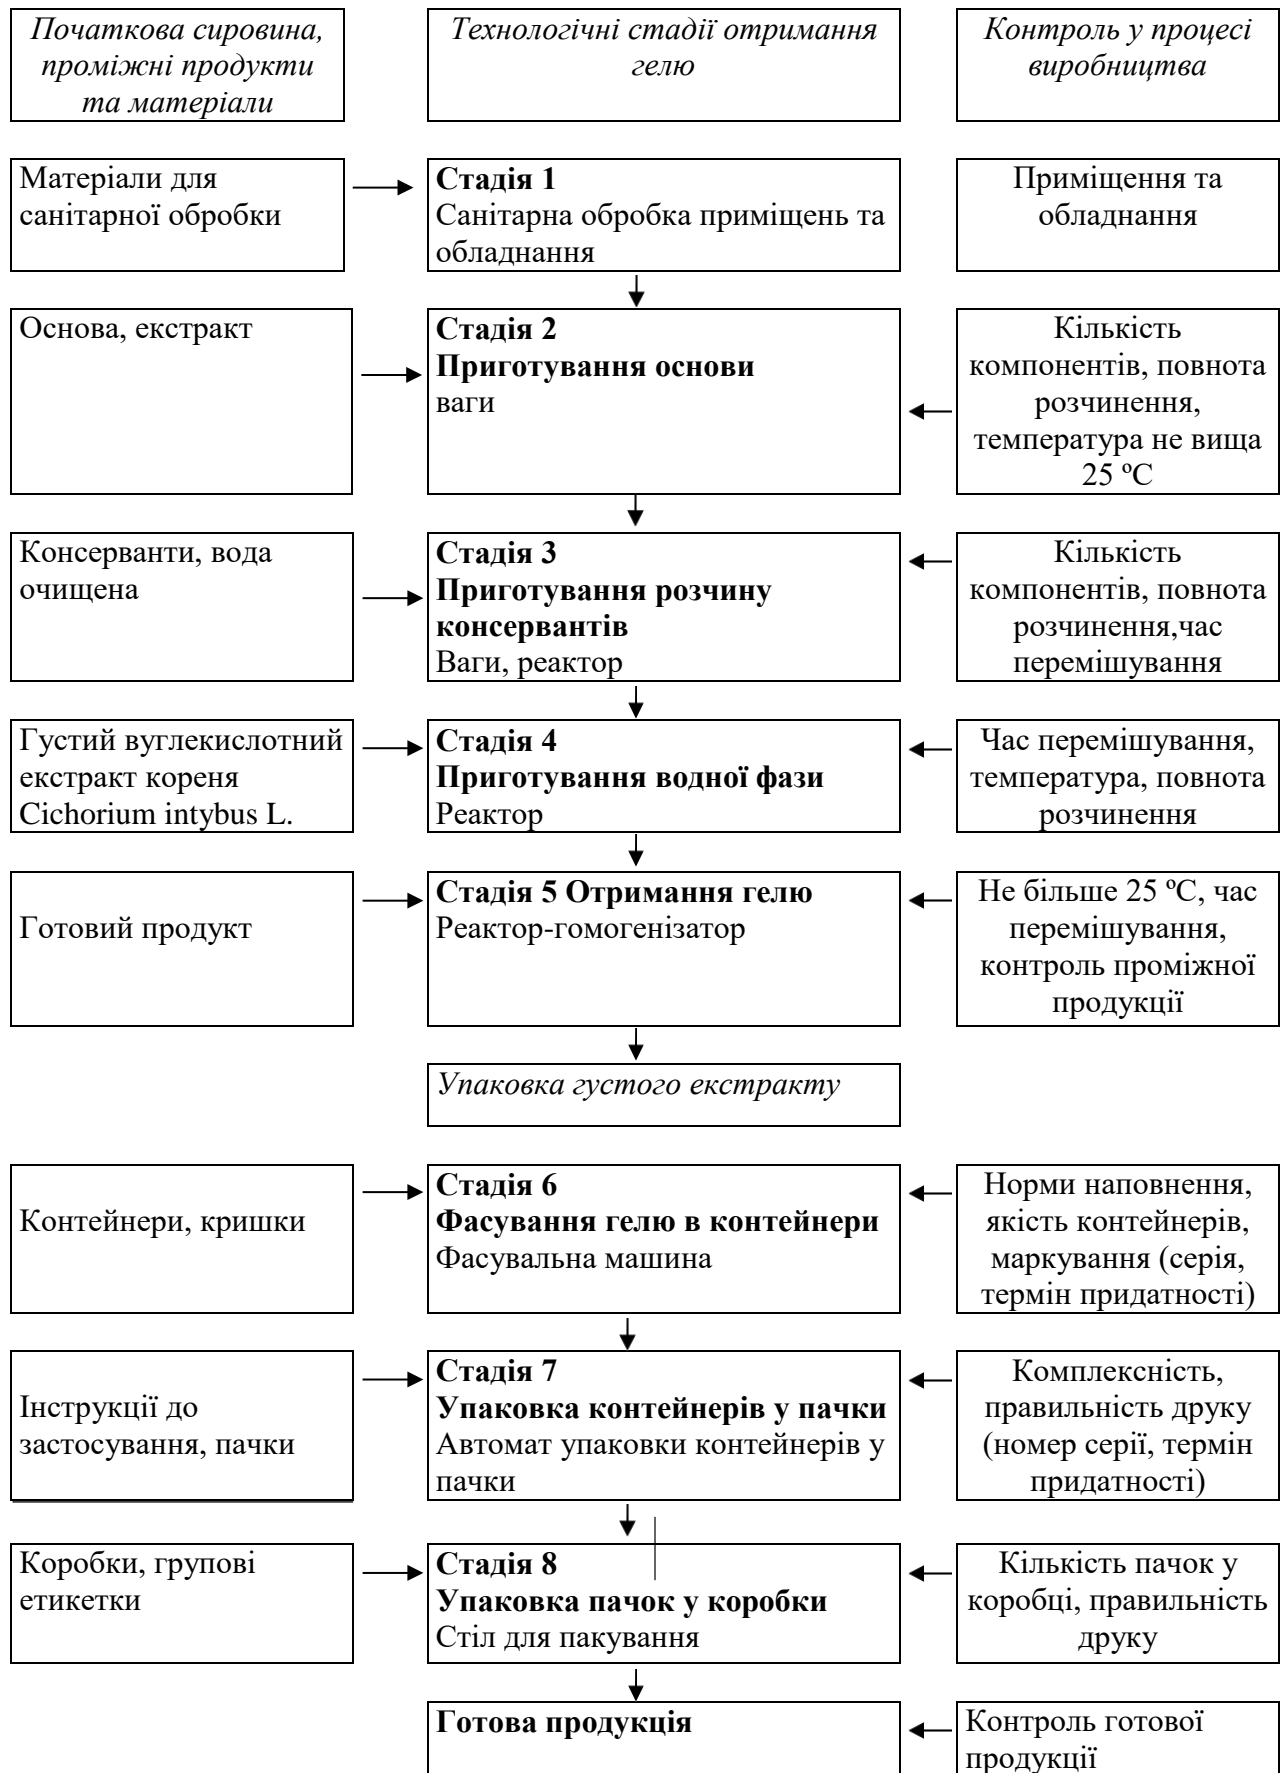 Початкова сировина,
проміжні продукти
та матеріали
Технологічні стадії отримання
гелю
Контроль у процесі
виробництва
Матеріали для
санітарної обробки
Стадія 1
Санітарна обробка приміщень та
обладнання
Приміщення та
обладнання
Основа, екстракт
Стадія 2
Приготування основи
ваги
Кількість
компонентів, повнота
розчинення,
температура не вища
25 ºС
Консерванти, вода
очищена
Стадія 3
Приготування розчину
консервантів
Ваги, реактор
Кількість
компонентів, повнота
розчинення,час
перемішування
Густий вуглекислотний
екстракт кореня
Cichorium intybus L.
Стадія 4
Приготування водної фази
Реактор
Час перемішування,
температура, повнота
розчинення
Готовий продукт
Стадія 5 Отримання гелю
Реактор-гомогенізатор
Не більше 25 ºС, час
перемішування,
контроль проміжної
продукції
Упаковка густого екстракту
Контейнери, кришки
Стадія 6
Фасування гелю в контейнери
Фасувальна машина
Норми наповнення,
якість контейнерів,
маркування (серія,
термін придатності)
Інструкції до
застосування, пачки
Стадія 7
Упаковка контейнерів у пачки
Автомат упаковки контейнерів у
пачки
Комплексність,
правильність друку
(номер серії, термін
придатності)
Коробки, групові
етикетки
Стадія 8
Упаковка пачок у коробки
Стіл для пакування
Кількість пачок у
коробці, правильність
друку
Готова продукція
Контроль готової
продукції